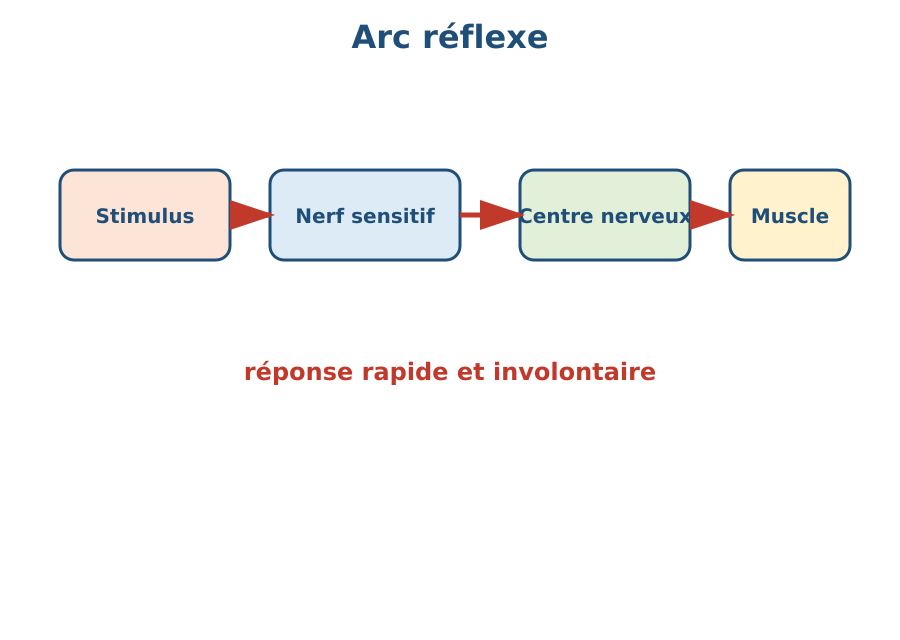 Arc réflexe
Stimulus
Nerf sensitif
Centre nerveux
Muscle
réponse rapide et involontaire